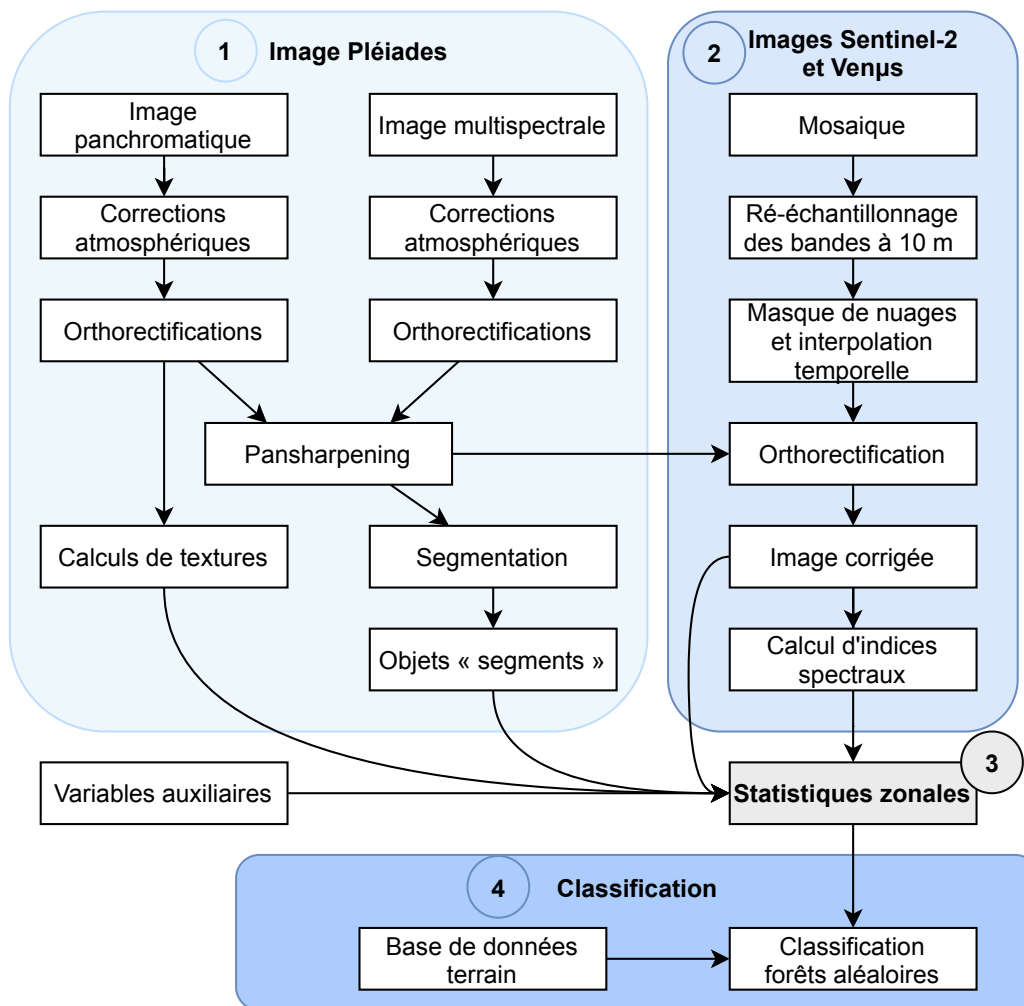 1
Image Pléiades
Image
panchromatique
Image multispectrale
Corrections
atmosphériques
Corrections
atmosphériques
Orthorectifications
Orthorectifications
Pansharpening
Calculs de textures
Segmentation
Objets « segments »
Variables auxiliaires
2
Images Sentinel-2
et Venµs
Mosaique
Ré-échantillonnage
des bandes à 10 m
Masque de nuages
et interpolation
temporelle
Orthorectification
Image corrigée
Calcul d'indices
spectraux
3
Statistiques zonales
4
Classification
Base de données
terrain
Classification
forêts aléaloires